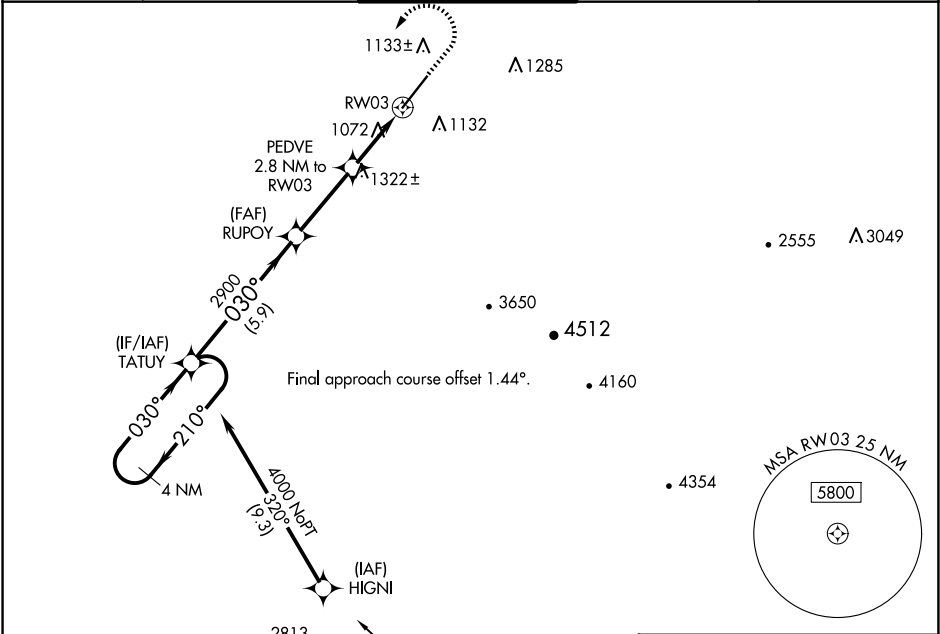 1133±
1285
RW03
1072
1132
PEDVE
2.8 NM to
RW03
1322±
(FAF)
RUPOY
2555
3049
2900
030°
(5.9)
3650
4512
(IF/IAF)
TATUY
Final approach course offset 1.44°.
4160
030°
210°
4 NM
4000 NoPT
320°
(9.3)
4354
MSA RW03 25 NM
5800
(IAF)
HIGNI
2813